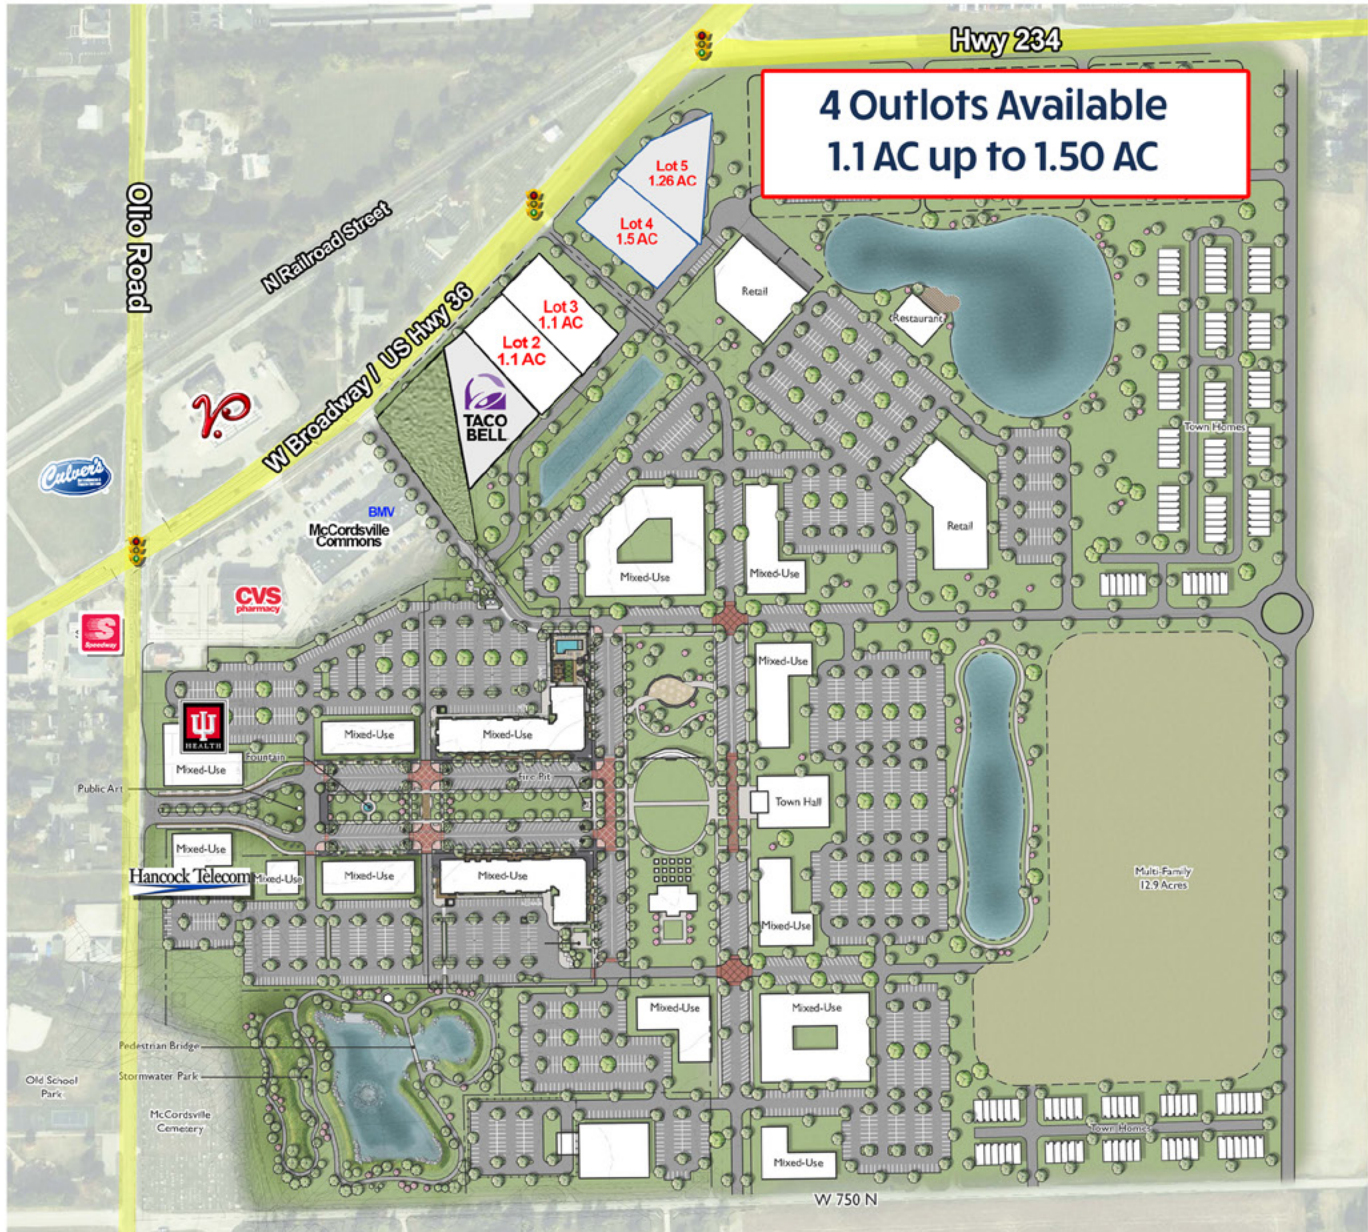 Hwy 234
4 Outlots Available
1.1 AC up to 1.50 AC
Lot 5
1.26 AC
Lot 4
1.5 AC
Olio Road
N Railroad Street
W Broadway / US Hwy 36
Lot 3
1.1 AC
Lot 2
1.1 AC
Retail
Restaurant
TACO
BELL
Culver's
Town Homes
BMV
McCordsville
Commons
Retail
Mixed-Use
Mixed-Use
CVS
pharmacy
S
Speedway
Mixed-Use
HEALTH
Mixed-Use
Mixed-Use
Mixed-Use
Fountain
Fire Pit
Public Art
Town Hall
Mixed-Use
Hancock Telecom
Mixed-Use
Mixed-Use
Mixed-Use
Multi-Family
12.9 Acres
Mixed-Use
Mixed-Use
Mixed-Use
Pedestrian Bridge
Stormwater Park
Old School
Park
McCordsville
Cemetery
Town Homes
Mixed-Use
W 750 N